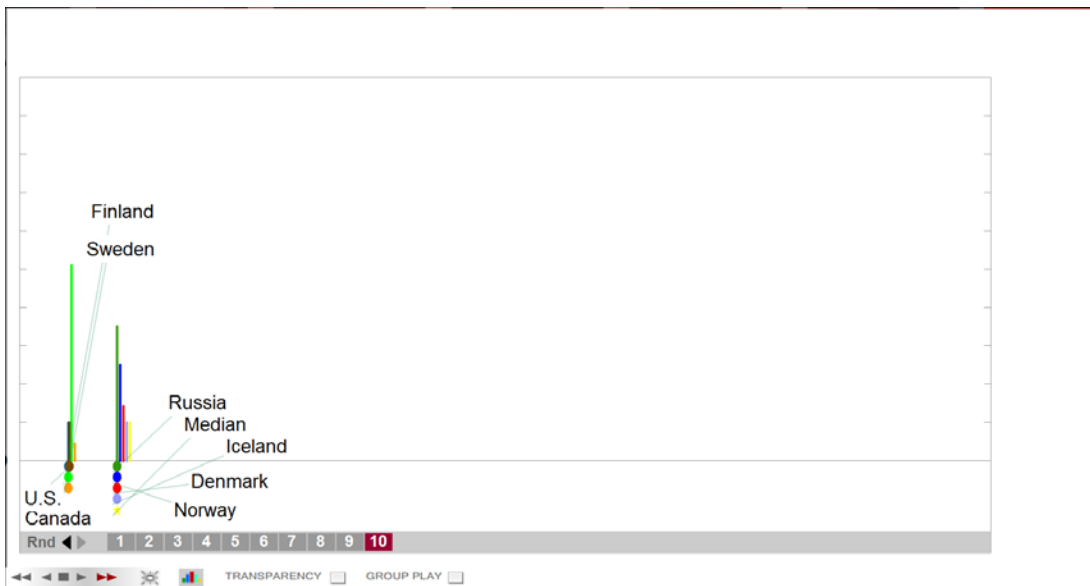 Finland
Sweden
Russia
Median
Iceland
Denmark
Norway
U.S.
Canada
Rnd 1 2 3 4 5 6 7 8 9 10
TRANSPARENCY GROUP PLAY